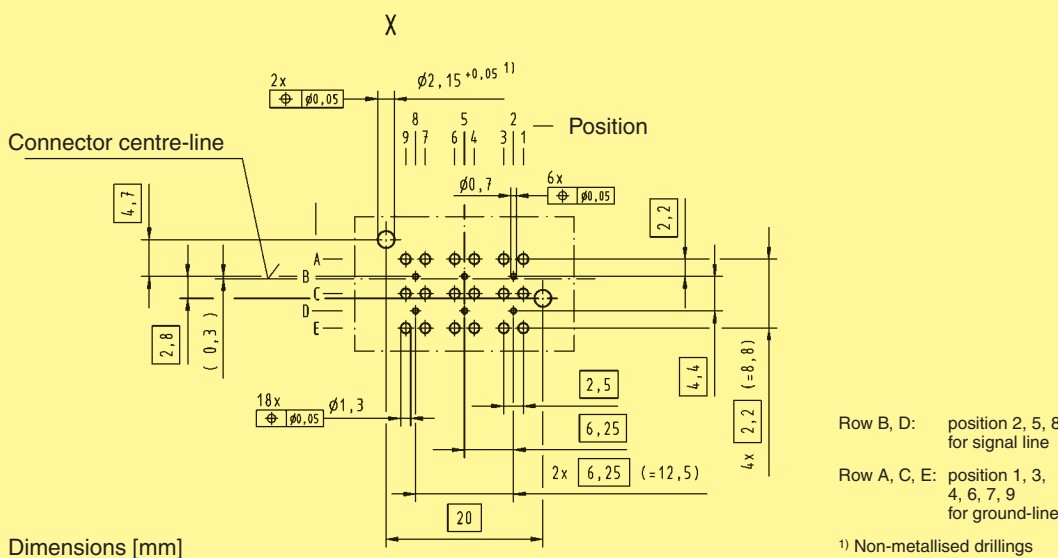 X
2x
⌖ ø0,05
ø2,15 +0,05 1)
8 5 2
9 7 6 4 3 1
Position
Connector centre-line
ø0,7
6x
⌖ ø0,05
4,7
2,2
A
B
C
D
E
2,8
( 0,3 )
18x
⌖ ø0,05
ø1,3
2,5
6,25
2x 6,25 (=12,5)
20
4,4
4x 2,2 (=8,8)
Row B, D: position 2, 5, 8
for signal line
Row A, C, E: position 1, 3,
4, 6, 7, 9
for ground-line
Dimensions [mm]
1) Non-metallised drillings